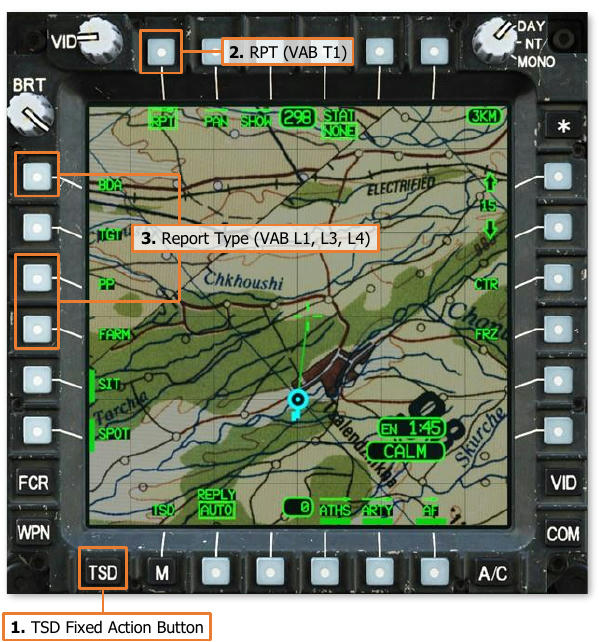 VID
2. RPT (VAB T1)
DAY
NT
MONO
BRT
RPT
PAN
SHOW
298
STAT
NONE
3KM
*
BDA
ELECTRIFIED
15
TGT
3. Report Type (VAB L1, L3, L4)
PP
Chkhoushi
CTR
FARM
FRZ
SIT
SPOT
EN 1:45
CALM
Skurche
FCR
VID
WPN
REPLY
TSD
AUTO
0
ATHS
ARTY
AF
COM
TSD
M
A/C
1. TSD Fixed Action Button